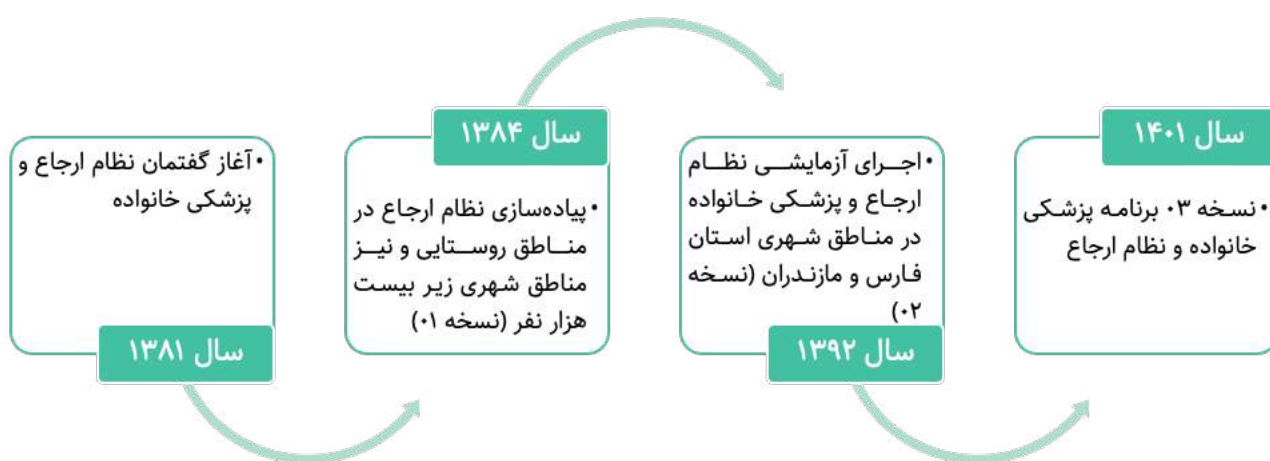 • آغاز گفتمان نظام ارجاع و
پزشکی خانواده
سال ۱۳۸۱
سال ۱۳۸۴
• پیاده‌سازی نظام ارجاع در
مناطق روستایی و نیز
مناطق شهری زیر بیست
هزار نفر (نسخه ۰۱)
• اجرای آزمایشی نظام
ارجاع و پزشکی خانواده
در مناطق شهری استان
فارس و مازندران (نسخه
۰۲)
سال ۱۳۹۲
سال ۱۴۰۱
• نسخه ۰۳ برنامه پزشکی
خانواده و نظام ارجاع